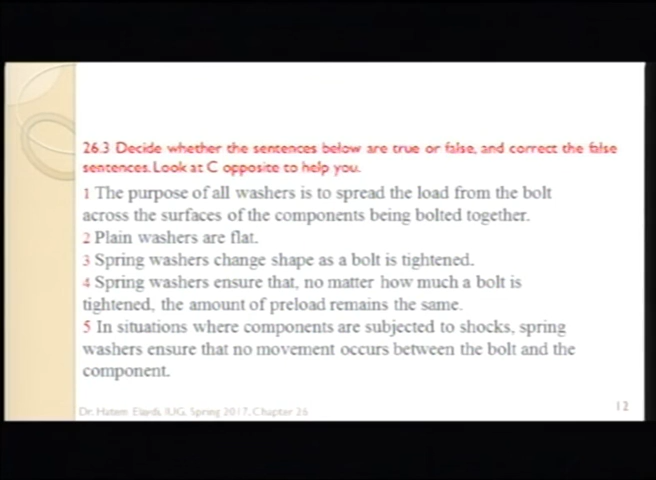 26.3 Decide whether the sentences below are true or false, and correct the false
sentences. Look at C opposite to help you.
1 The purpose of all washers is to spread the load from the bolt
across the surfaces of the components being bolted together.
2 Plain washers are flat.
3 Spring washers change shape as a bolt is tightened.
4 Spring washers ensure that, no matter how much a bolt is
tightened, the amount of preload remains the same.
5 In situations where components are subjected to shocks, spring
washers ensure that no movement occurs between the bolt and the
component.
Dr. Hatem Elaydi, IUG, Spring 2017, Chapter 26
12